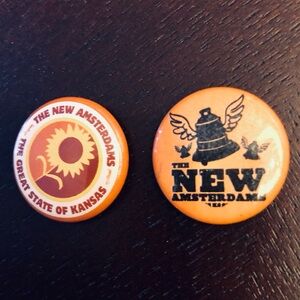 THE NEW AMSTERDAMS
THE GREAT STATE OF KANSAS
THE
NEW
AMSTERDAMS